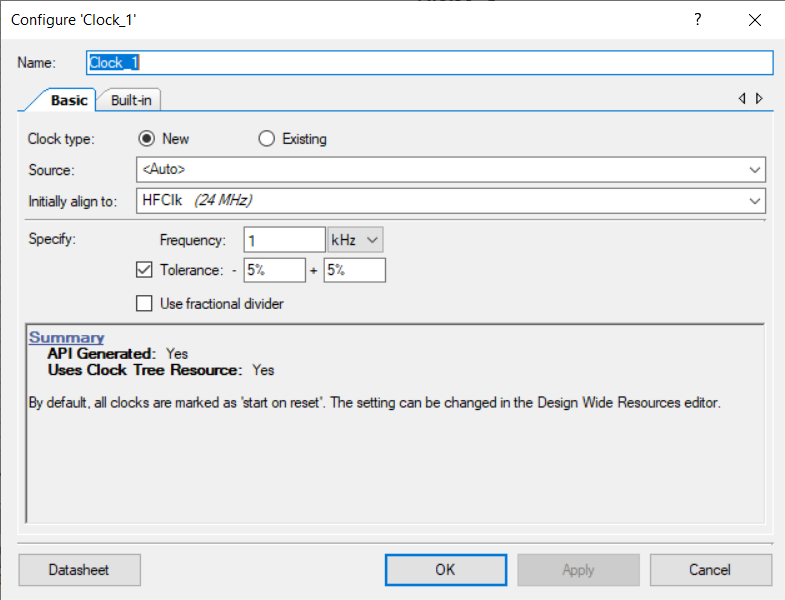 Configure 'Clock_1'
?
Name: Clock_1
Basic Built-in
Clock type: New Existing
Source: <Auto>
Initially align to: HFClk (24 MHz)
Specify: Frequency: 1 kHz
Tolerance: - 5% + 5%
Use fractional divider
Summary
API Generated: Yes
Uses Clock Tree Resource: Yes
By default, all clocks are marked as 'start on reset'. The setting can be changed in the Design Wide Resources editor.
Datasheet OK Apply Cancel